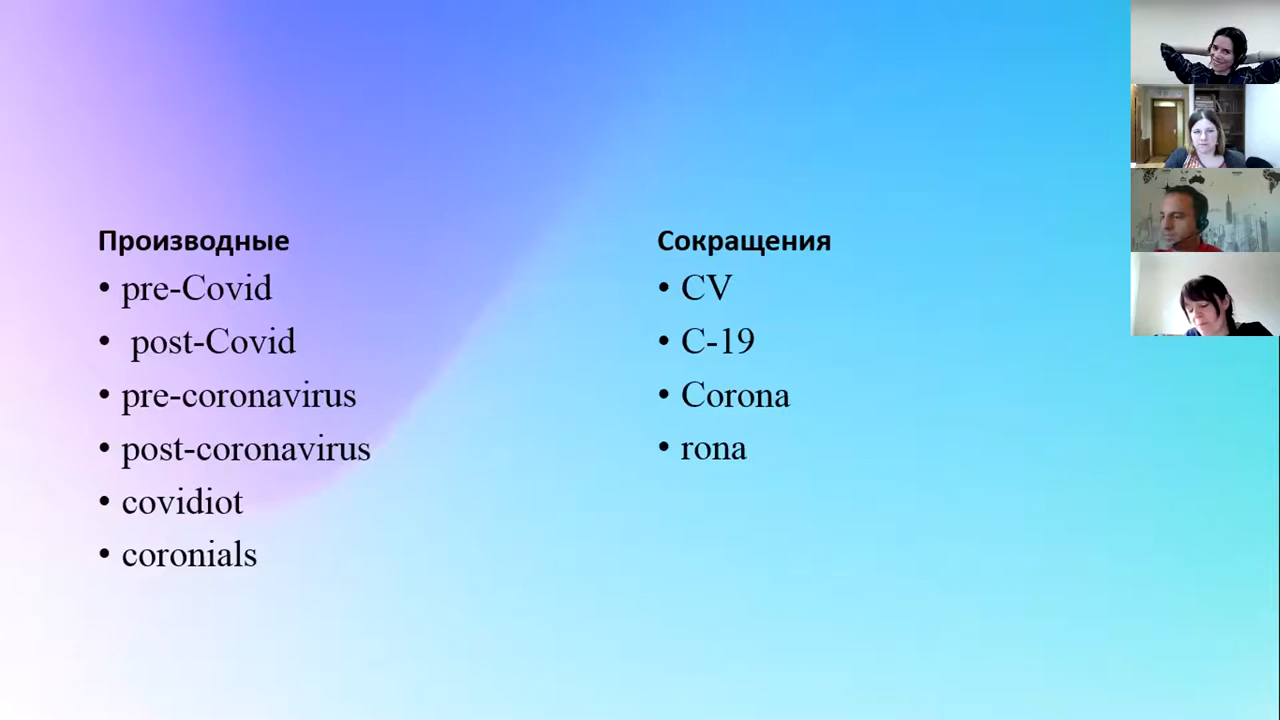 Производные
• pre-Covid
• post-Covid
• pre-coronavirus
• post-coronavirus
• covidiot
• coronials
Сокращения
• CV
• C-19
• Corona
• rona